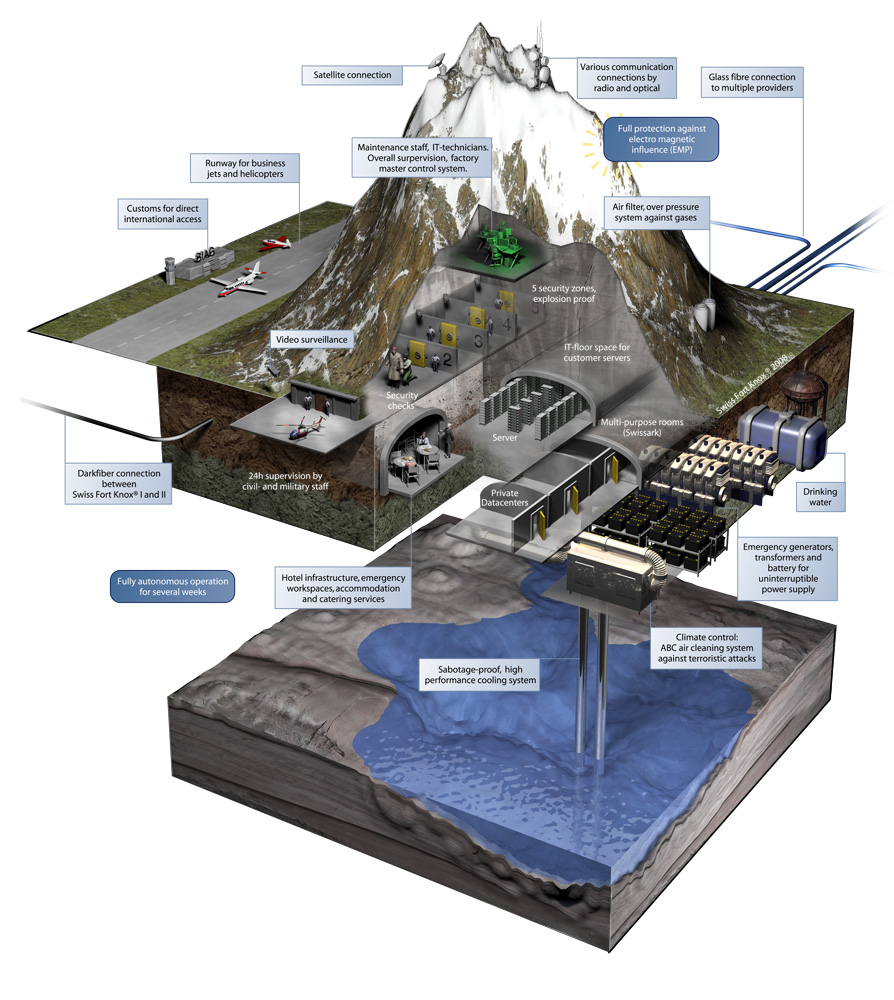 Satellite connection
Various communication
connections by
radio and optical
Glass fibre connection
to multiple providers
Full protection against
electro magnetic
influence (EMP)
Maintenance staff, IT-technicians.
Overall surpervision, factory
master control system.
Runway for business
jets and helicopters
Customs for direct
international access
Air filter, over pressure
system against gases
SIAG
5 security zones,
explosion proof
5
4
3
2
Video surveillance
IT-floor space for
customer servers
Swiss Fort Knox® 2008
Security
checks
Server
Multi-purpose rooms
(Swissark)
24h supervision by
civil- and military staff
Darkfiber connection
between
Swiss Fort Knox® I and II
Private
Datacenters
Drinking
water
Emergency generators,
transformers and
battery for
uninterruptible
power supply
Fully autonomous operation
for several weeks
Hotel infrastructure, emergency
workspaces, accommodation
and catering services
Climate control:
ABC air cleaning system
against terroristic attacks
Sabotage-proof, high
performance cooling system